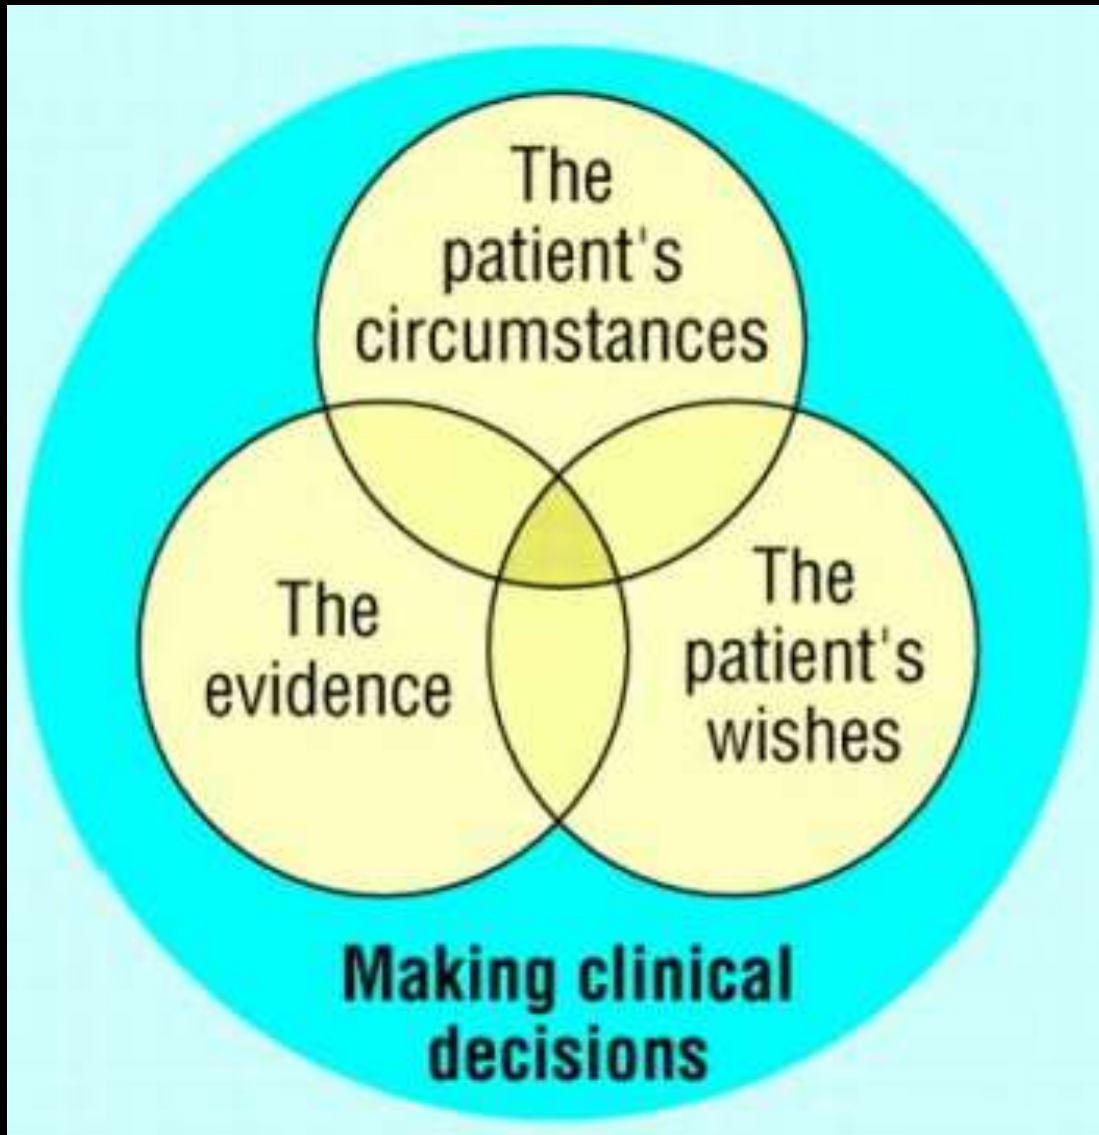 The
patient's
circumstances
The
evidence
The
patient's
wishes
Making clinical
decisions